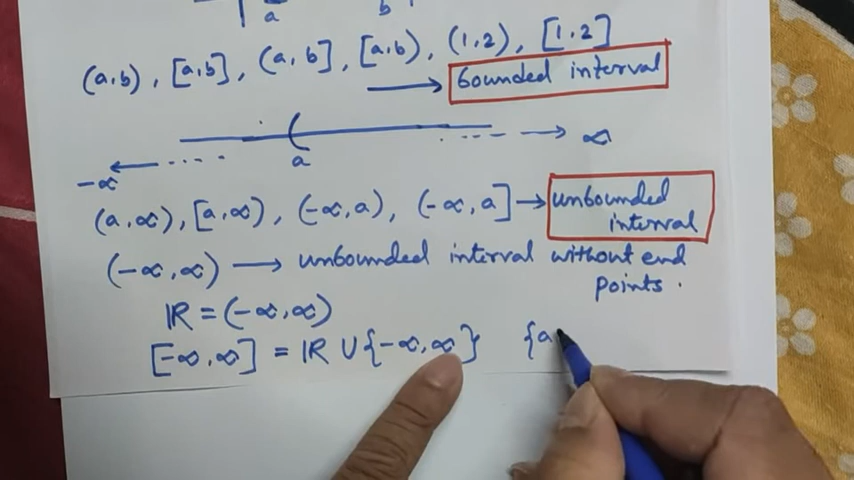 a b
(a,b), [a,b], (a,b], [a,b), (1,2), [1,2]
→ bounded interval
a ∞
-∞
(a,∞), [a,∞), (-∞,a), (-∞,a] → unbounded interval
(-∞,∞) → unbounded interval without end points.
ℝ = (-∞,∞)
[-∞,∞] = ℝ ∪ {-∞,∞} {a